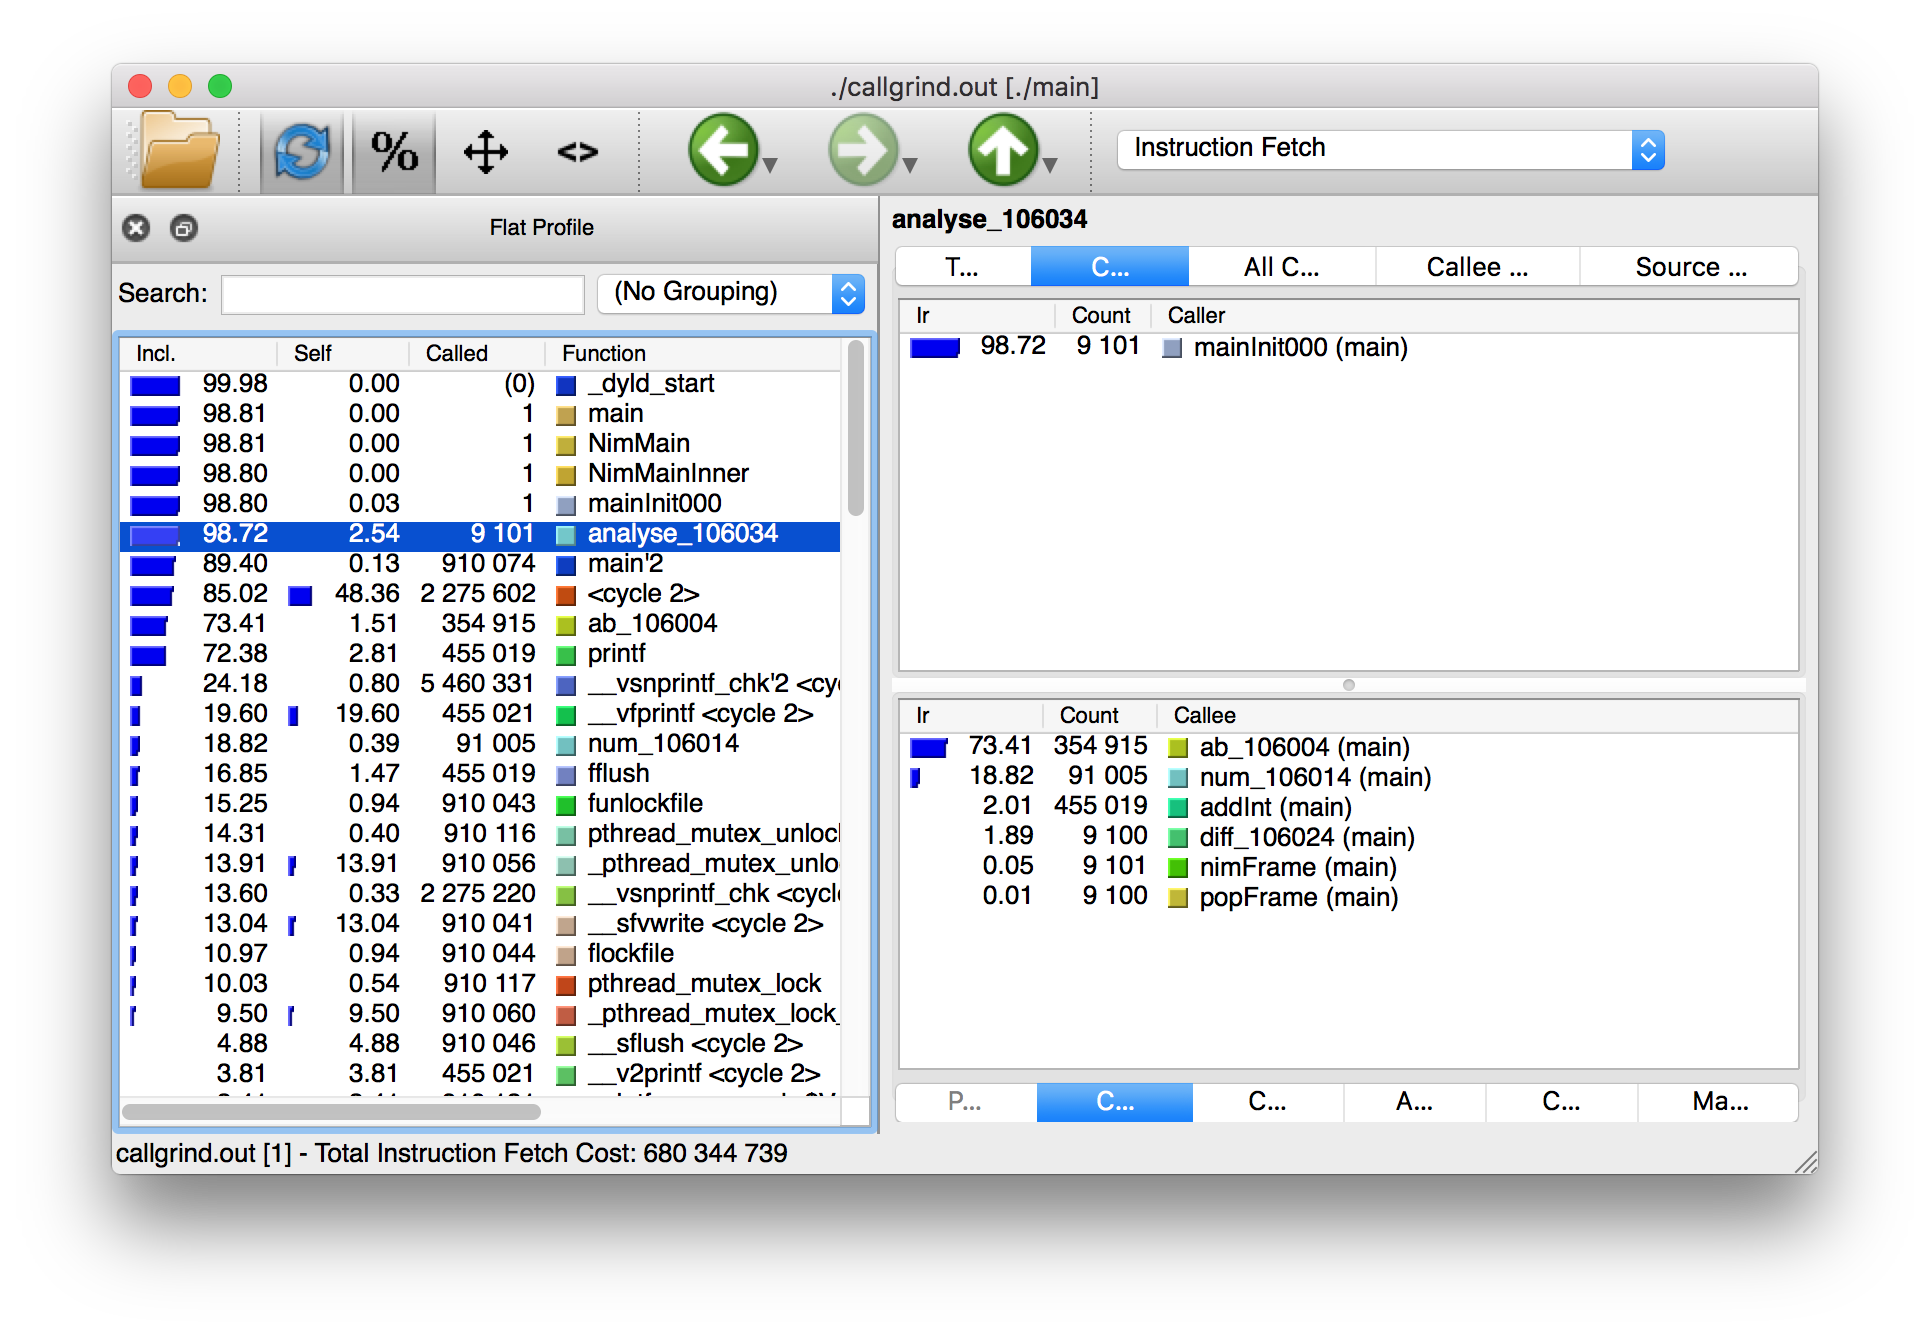 ./callgrind.out [./main]
%
<>
Instruction Fetch
Flat Profile
Search:
(No Grouping)
Incl. Self Called Function
99.98 0.00 (0) _dyld_start
98.81 0.00 1 main
98.81 0.00 1 NimMain
98.80 0.00 1 NimMainInner
98.80 0.03 1 mainInit000
98.72 2.54 9 101 analyse_106034
89.40 0.13 910 074 main'2
85.02 48.36 2 275 602 <cycle 2>
73.41 1.51 354 915 ab_106004
72.38 2.81 455 019 printf
24.18 0.80 5 460 331 __vsnprintf_chk'2 <cy
19.60 19.60 455 021 __vfprintf <cycle 2>
18.82 0.39 91 005 num_106014
16.85 1.47 455 019 fflush
15.25 0.94 910 043 funlockfile
14.31 0.40 910 116 pthread_mutex_unloc
13.91 13.91 910 056 _pthread_mutex_unlo
13.60 0.33 2 275 220 __vsnprintf_chk <cycl
13.04 13.04 910 041 __sfvwrite <cycle 2>
10.97 0.94 910 044 flockfile
10.03 0.54 910 117 pthread_mutex_lock
9.50 9.50 910 060 _pthread_mutex_lock_
4.88 4.88 910 046 __sflush <cycle 2>
3.81 3.81 455 021 __v2printf <cycle 2>
callgrind.out [1] - Total Instruction Fetch Cost: 680 344 739
analyse_106034
T... C... All C... Callee ... Source ...
Ir Count Caller
98.72 9 101 mainInit000 (main)
Ir Count Callee
73.41 354 915 ab_106004 (main)
18.82 91 005 num_106014 (main)
2.01 455 019 addInt (main)
1.89 9 100 diff_106024 (main)
0.05 9 101 nimFrame (main)
0.01 9 100 popFrame (main)
P... C... C... A... C... Ma...